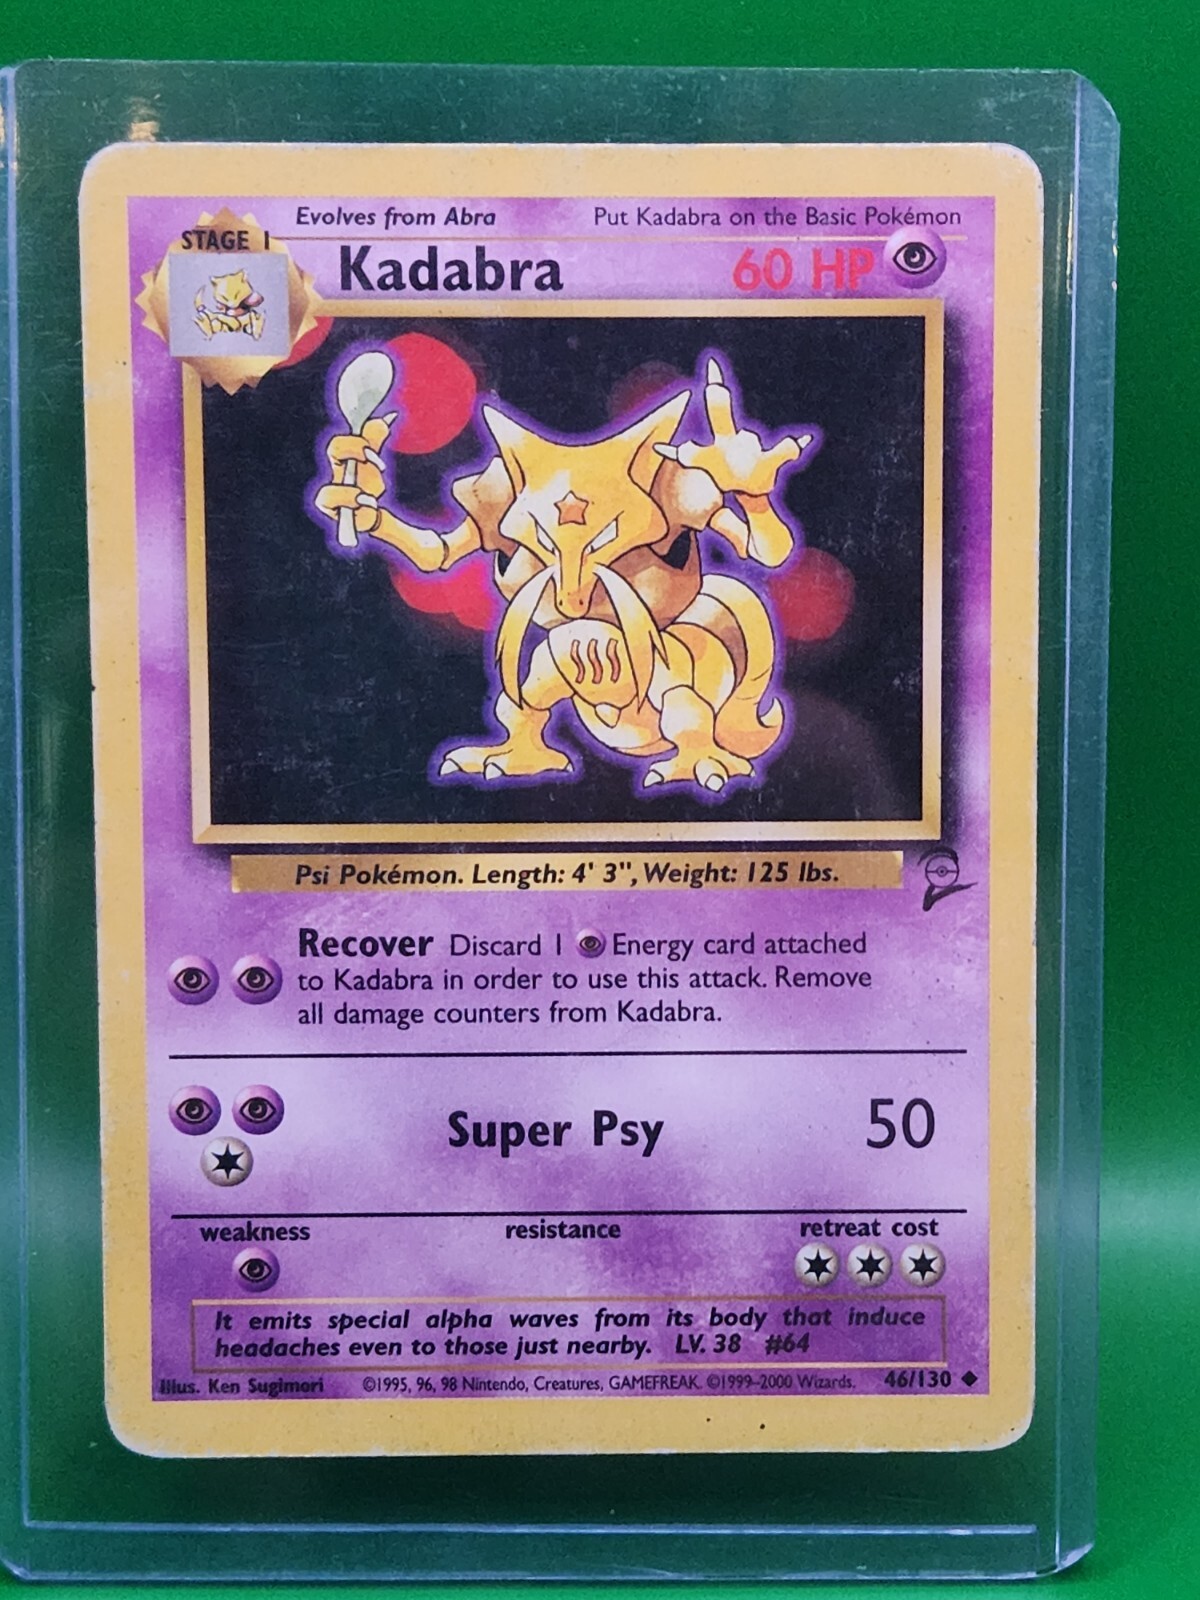 Evolves from Abra Put Kadabra on the Basic Pokémon
STAGE 1
Kadabra 60 HP
Psi Pokémon. Length: 4' 3", Weight: 125 lbs.
Recover Discard 1 Energy card attached
to Kadabra in order to use this attack. Remove
all damage counters from Kadabra.
Super Psy 50
weakness resistance retreat cost
It emits special alpha waves from its body that induce
headaches even to those just nearby. LV. 38 #64
Illus. Ken Sugimori ©1995, 96, 98 Nintendo, Creatures, GAMEFREAK. ©1999–2000 Wizards. 46/130 ◆